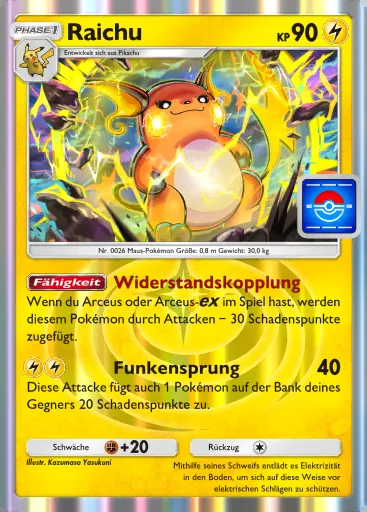 PHASE 1
Raichu
KP 90
Entwickelt sich aus Pikachu
Nr. 0026 Maus-Pokémon Größe: 0,8 m Gewicht: 30,0 kg
Fähigkeit Widerstandskopplung
Wenn du Arceus oder Arceus-ex im Spiel hast, werden
diesem Pokémon durch Attacken − 30 Schadenspunkte
zugefügt.
Funkensprung 40
Diese Attacke fügt auch 1 Pokémon auf der Bank deines
Gegners 20 Schadenspunkte zu.
Schwäche +20 Rückzug
Illustr. Kazumasa Yasukuni
Mithilfe seines Schweifs entlädt es Elektrizität
in den Boden, um sich auf diese Weise vor
elektrischen Schlägen zu schützen.